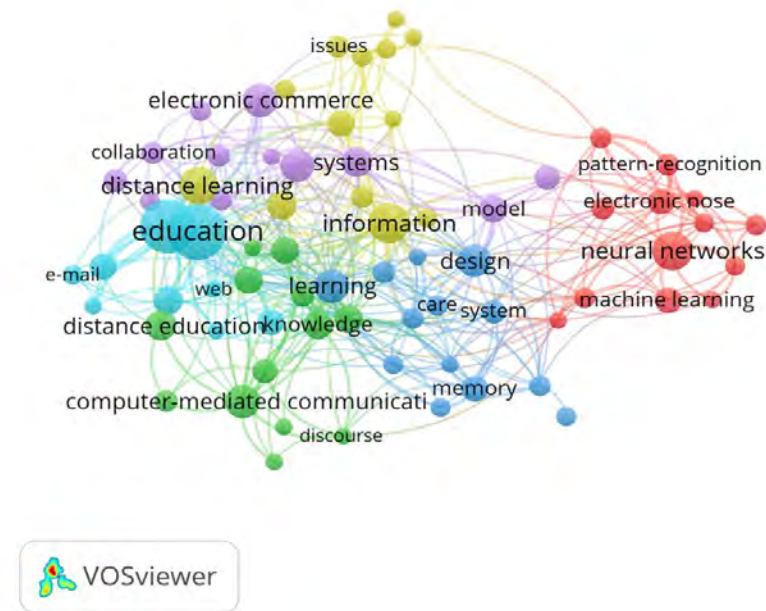 issues
electronic commerce
collaboration
systems
pattern-recognition
distance learning
electronic nose
model
information
education
neural networks
design
e-mail
web
learning
machine learning
care
system
distance education
knowledge
memory
computer-mediated communicati
discourse
VOSviewer